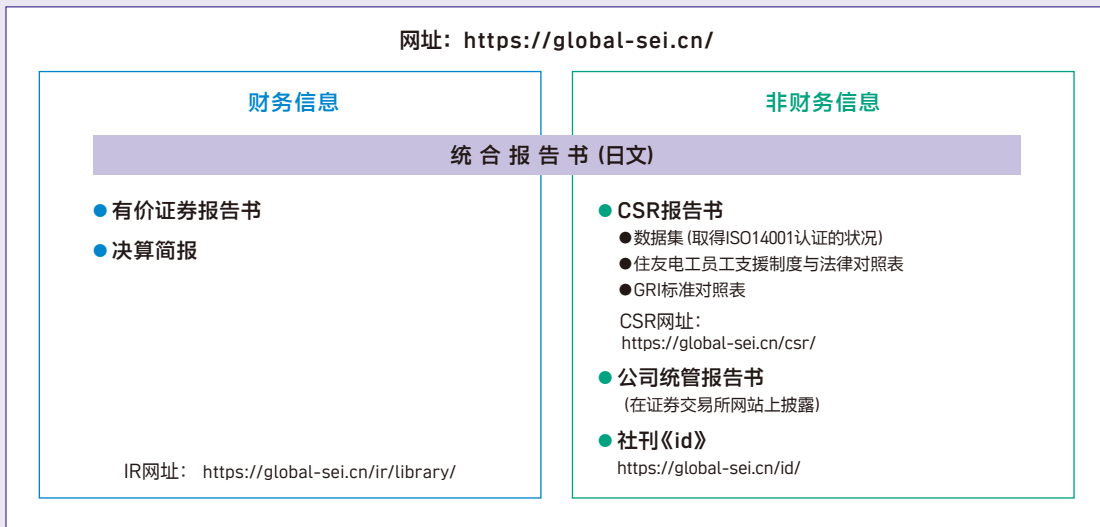 网址：https://global-sei.cn/
财务信息
非财务信息
统合报告书(日文)
●有价证券报告书
●决算简报
IR网址： https://global-sei.cn/ir/library/
●CSR报告书
●数据集(取得ISO14001认证的状况)
●住友电工员工支援制度与法律对照表
●GRI标准对照表
CSR网址：
https://global-sei.cn/csr/
●公司统管报告书
(在证券交易所网站上披露)
●社刊《id》
https://global-sei.cn/id/